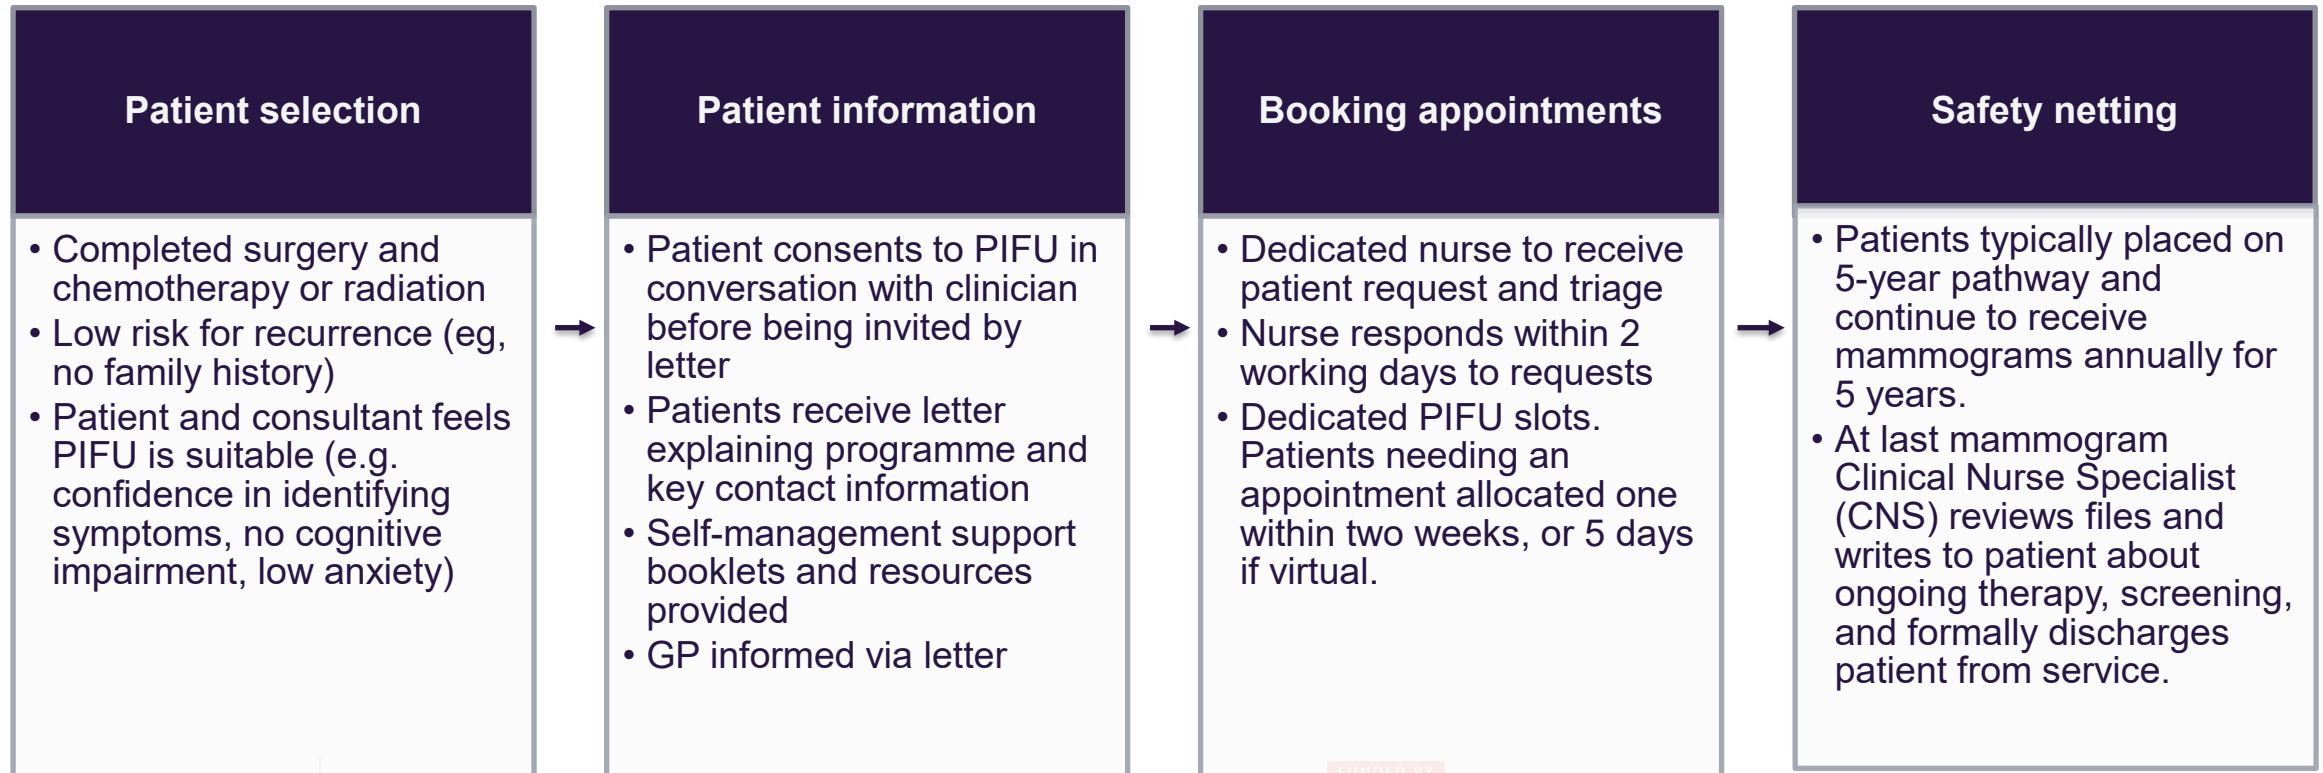 Patient selection
• Completed surgery and
chemotherapy or radiation
• Low risk for recurrence (eg,
no family history)
• Patient and consultant feels
PIFU is suitable (e.g.
confidence in identifying
symptoms, no cognitive
impairment, low anxiety)
Patient information
• Patient consents to PIFU in
conversation with clinician
before being invited by
letter
• Patients receive letter
explaining programme and
key contact information
• Self-management support
booklets and resources
provided
• GP informed via letter
Booking appointments
• Dedicated nurse to receive
patient request and triage
• Nurse responds within 2
working days to requests
• Dedicated PIFU slots.
Patients needing an
appointment allocated one
within two weeks, or 5 days
if virtual.
Safety netting
• Patients typically placed on
5-year pathway and
continue to receive
mammograms annually for
5 years.
• At last mammogram
Clinical Nurse Specialist
(CNS) reviews files and
writes to patient about
ongoing therapy, screening,
and formally discharges
patient from service.
FUNDED BY